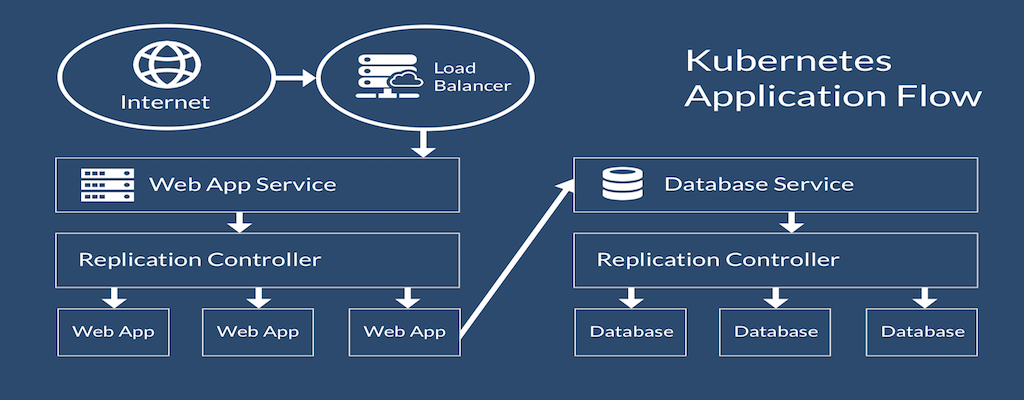 Internet
Load
Balancer
Kubernetes
Application Flow
Web App Service
Replication Controller
Web App
Web App
Web App
Database Service
Replication Controller
Database
Database
Database